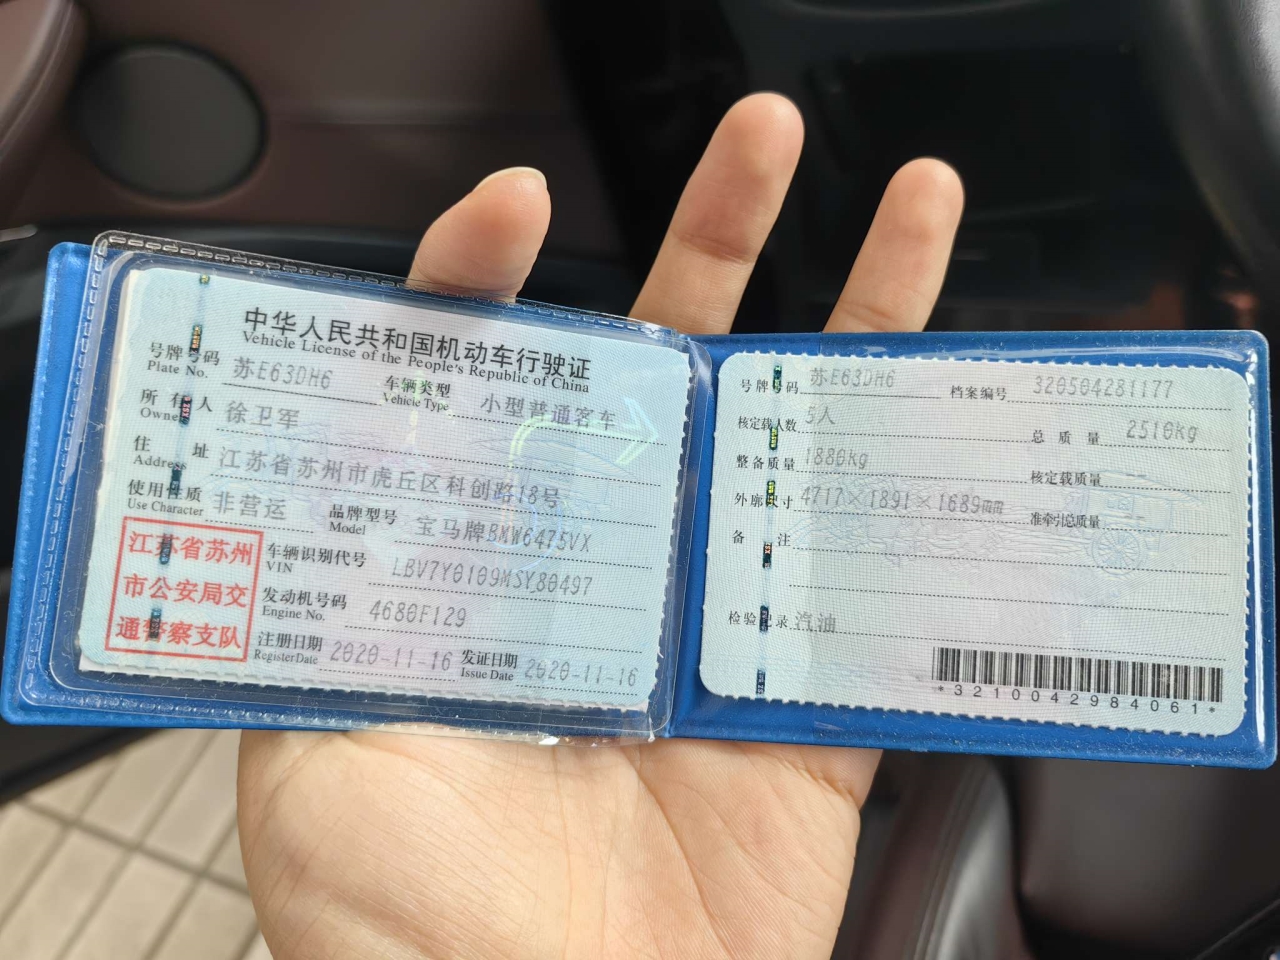 中华人民共和国机动车行驶证
Vehicle License of the People's Republic of China
号牌号码 苏E63DH6 车辆类型 小型普通客车
Plate No. Vehicle Type
所有人 徐卫军
Owner
住址 江苏省苏州市虎丘区科创路18号
Address
使用性质 非营运 品牌型号 宝马牌BMW6475VX
Use Character Model
江苏省苏州
市公安局交
通警察支队
车辆识别代号 LBV7Y0109MSY80497
VIN
发动机号码 4680F129
Engine No.
注册日期 2020-11-16 发证日期 2020-11-16
Register Date Issue Date
号牌号码 苏E63DH6 档案编号 320504281177
核定载人数 5人 总质量 2510kg
整备质量 1880kg 核定载质量
外廓尺寸 4717×1891×1689mm 准牵引总质量
备注
检验记录 汽油
*3210042984061*